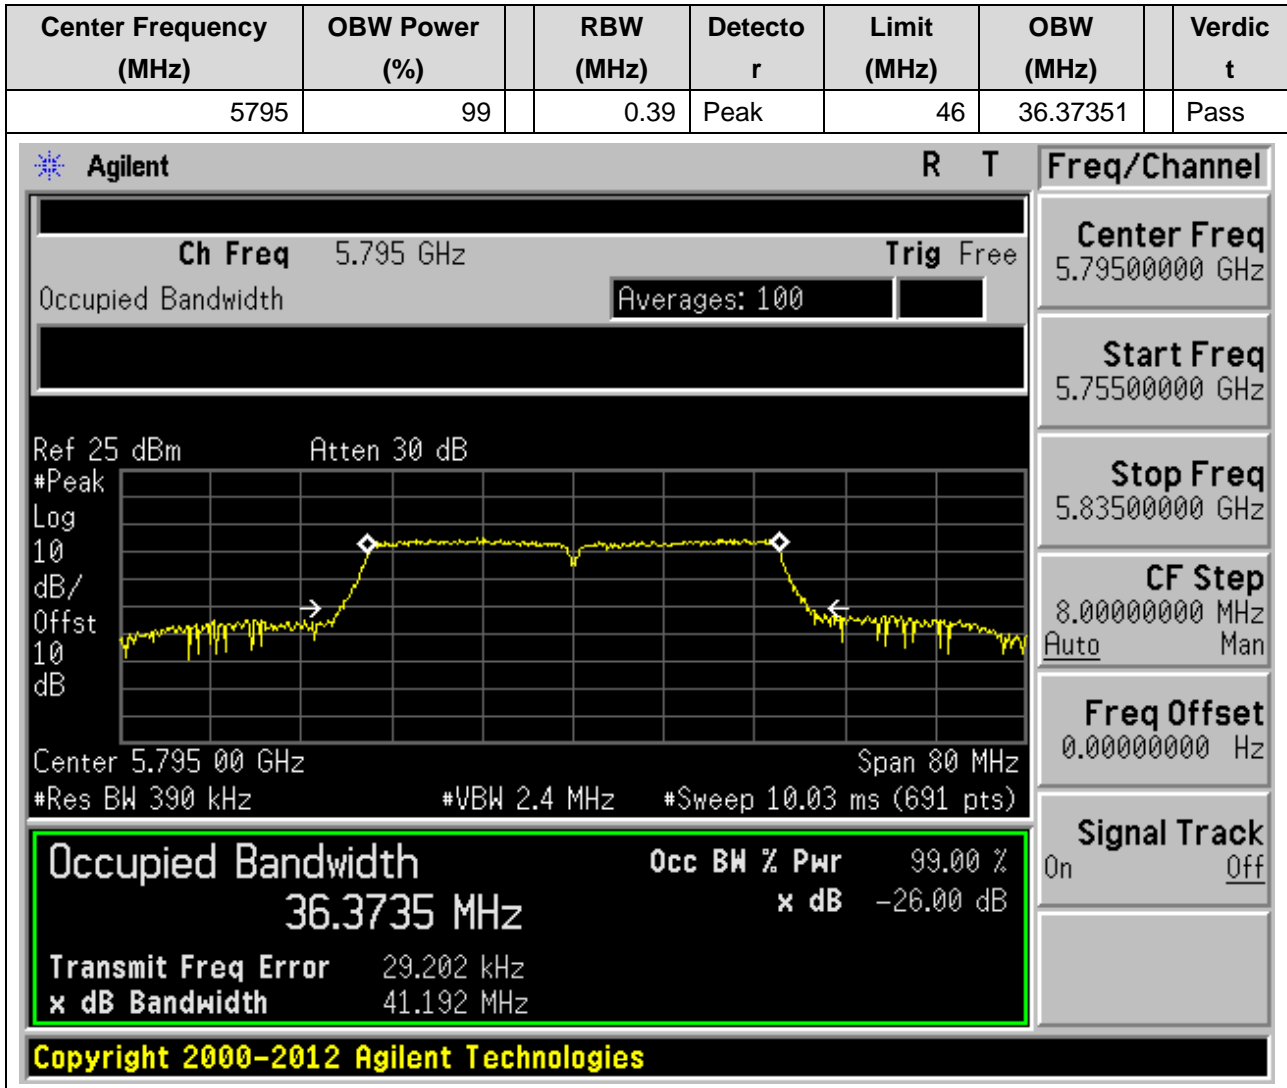 Center Frequency OBW Power RBW Detecto Limit OBW Verdic
(MHz) (%) (MHz) r (MHz) (MHz) t
5795 99 0.39 Peak 46 36.37351 Pass
Agilent R T Freq/Channel
Ch Freq 5.795 GHz Trig Free
Occupied Bandwidth Averages: 100
Center Freq
5.79500000 GHz
Start Freq
5.75500000 GHz
Stop Freq
5.83500000 GHz
CF Step
8.00000000 MHz
Auto Man
Freq Offset
0.00000000 Hz
Signal Track
On Off
Ref 25 dBm Atten 30 dB
#Peak
Log
10
dB/
Offst
10
dB
Center 5.795 00 GHz Span 80 MHz
#Res BW 390 kHz #VBW 2.4 MHz #Sweep 10.03 ms (691 pts)
Occupied Bandwidth Occ BW % Pwr 99.00 %
36.3735 MHz x dB -26.00 dB
Transmit Freq Error 29.202 kHz
x dB Bandwidth 41.192 MHz
Copyright 2000-2012 Agilent Technologies